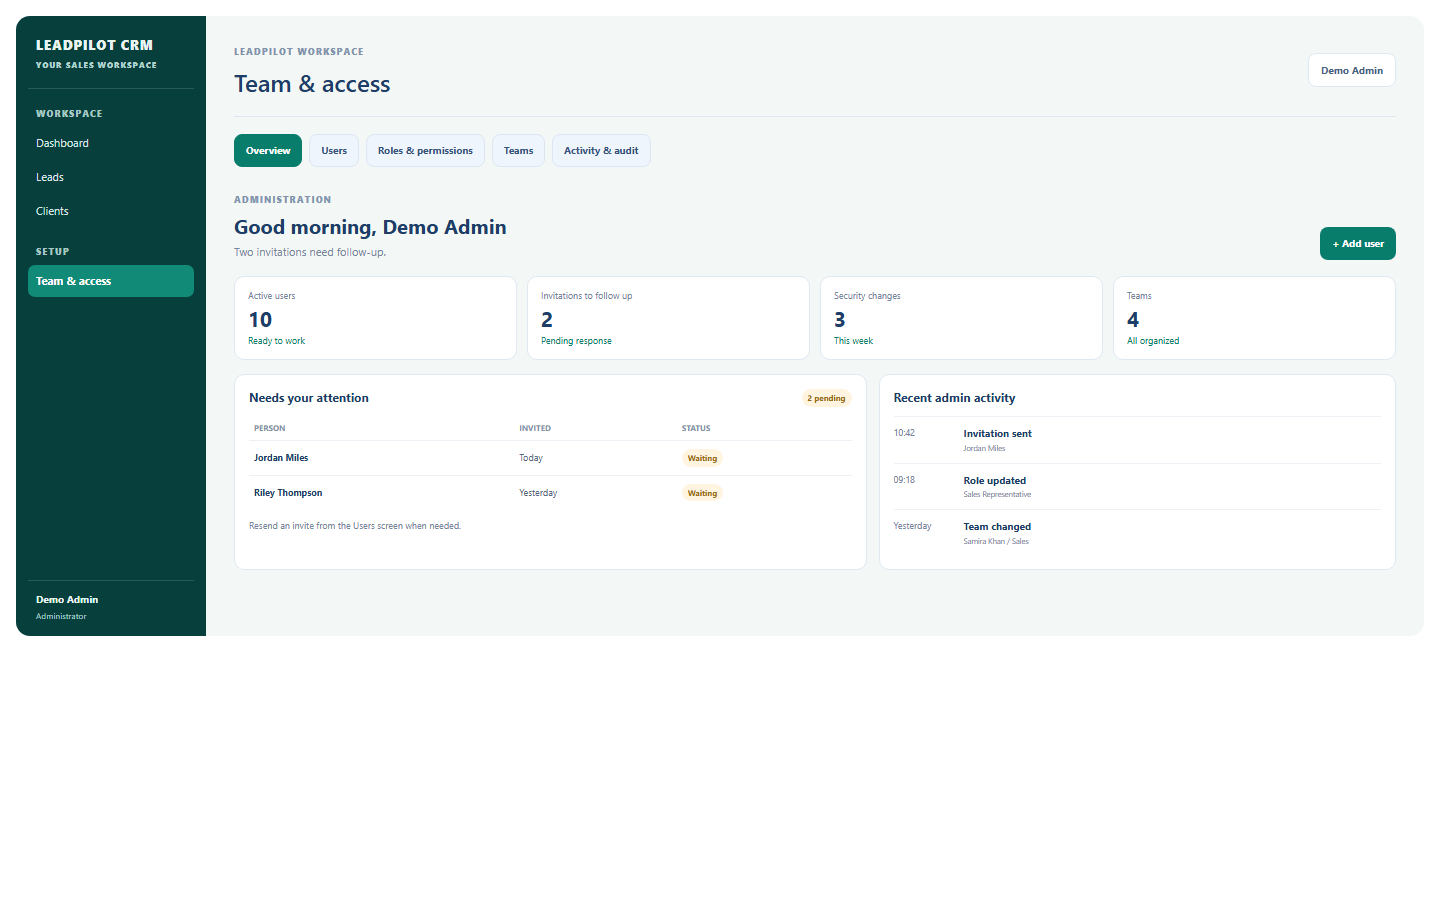 LEADPILOT CRM
YOUR SALES WORKSPACE
WORKSPACE
Dashboard
Leads
Clients
SETUP
Team & access
Demo Admin
Administrator
LEADPILOT WORKSPACE
Team & access
Demo Admin
Overview
Users
Roles & permissions
Teams
Activity & audit
ADMINISTRATION
Good morning, Demo Admin
Two invitations need follow-up.
+ Add user
Active users
10
Ready to work
Invitations to follow up
2
Pending response
Security changes
3
This week
Teams
4
All organized
Needs your attention
2 pending
PERSON INVITED STATUS
Jordan Miles Today Waiting
Riley Thompson Yesterday Waiting
Resend an invite from the Users screen when needed.
Recent admin activity
10:42 Invitation sent
Jordan Miles
09:18 Role updated
Sales Representative
Yesterday Team changed
Samira Khan / Sales